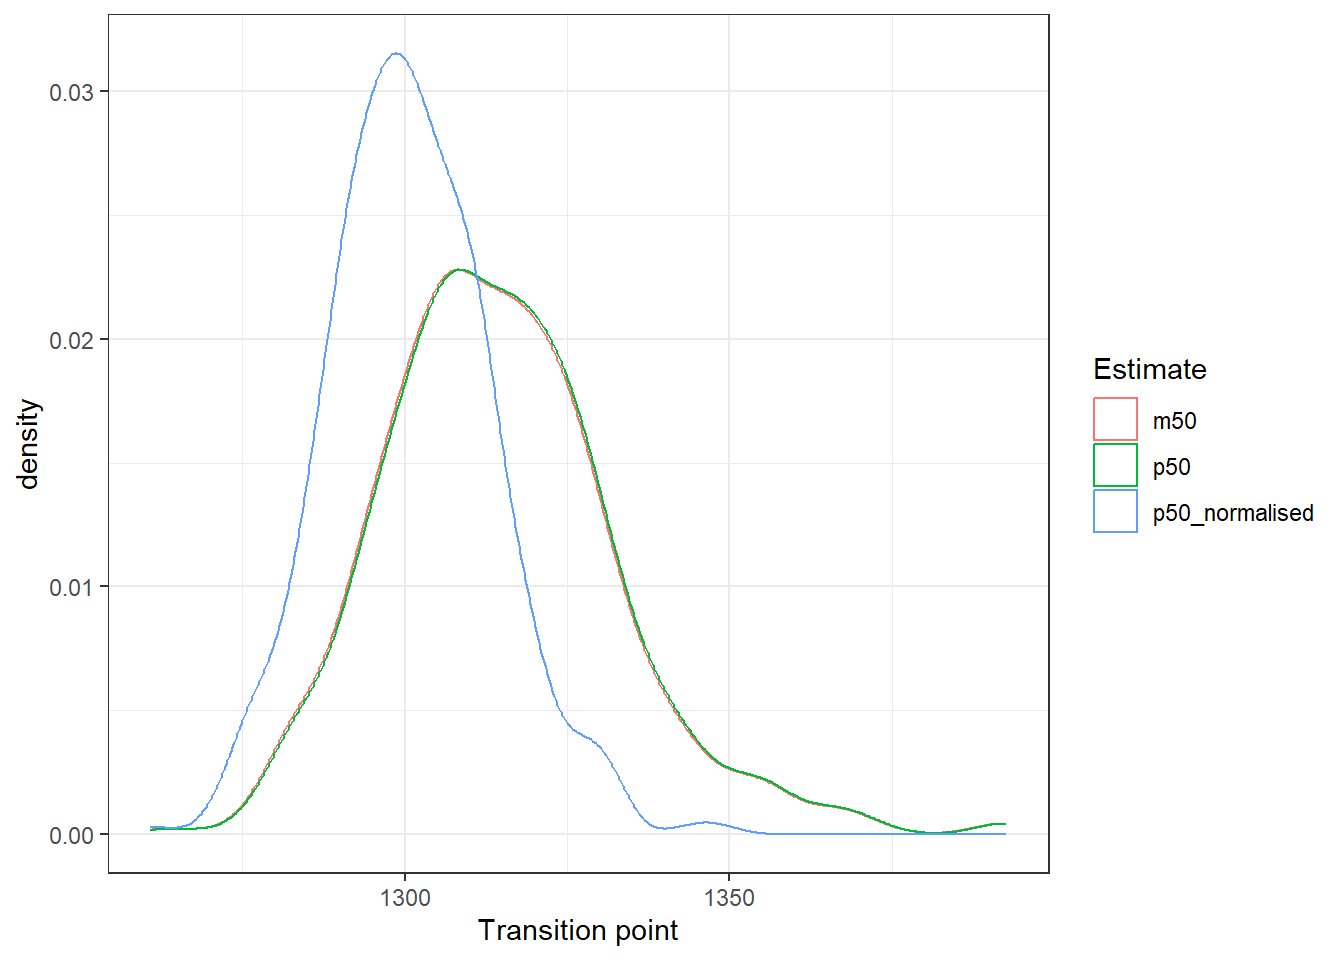 0.03
0.02
0.01
0.00
density
1300
1350
Transition point
Estimate
m50
p50
p50_normalised